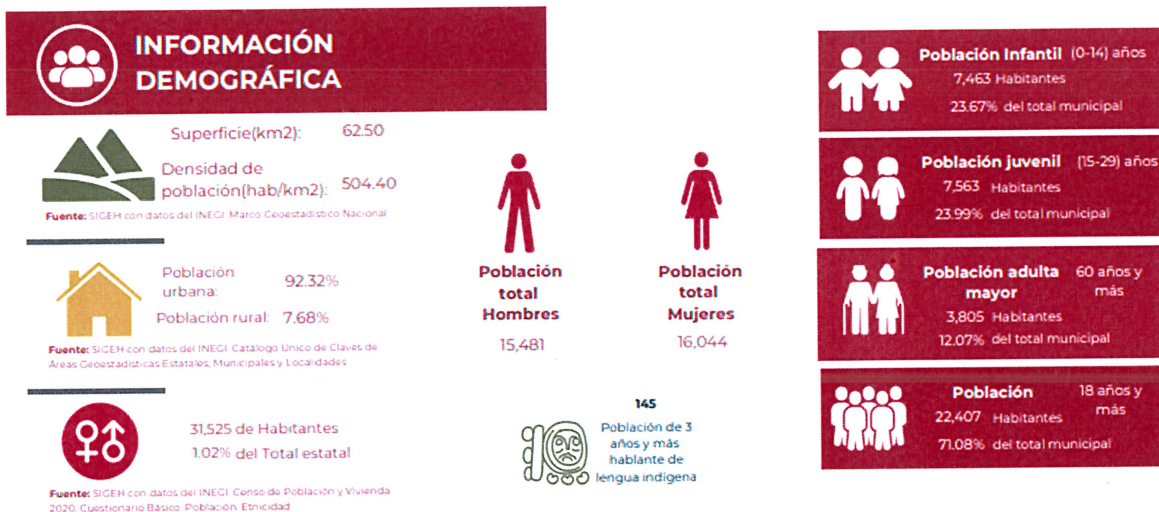 INFORMACIÓN
DEMOGRÁFICA
Superficie(km2): 62.50
Densidad de
población(hab/km2): 504.40
Fuente: SIGEH con datos del INEGI. Marco Geoestadístico Nacional
Población
urbana: 92.32%
Población rural: 7.68%
Fuente: SIGEH con datos del INEGI. Catálogo Único de Claves de
Áreas Geoestadísticas Estatales, Municipales y Localidades
31,525 de Habitantes
1.02% del Total estatal
Fuente: SIGEH con datos del INEGI. Censo de Población y Vivienda
2020. Cuestionario Básico. Población. Etnicidad
Población
total
Hombres
15,481
Población
total
Mujeres
16,044
145
Población de 3
años y más
hablante de
lengua indígena
Población Infantil (0-14) años
7,463 Habitantes
23.67% del total municipal
Población juvenil (15-29) años
7,563 Habitantes
23.99% del total municipal
Población adulta 60 años y
mayor más
3,805 Habitantes
12.07% del total municipal
Población 18 años y
22,407 Habitantes más
71.08% del total municipal